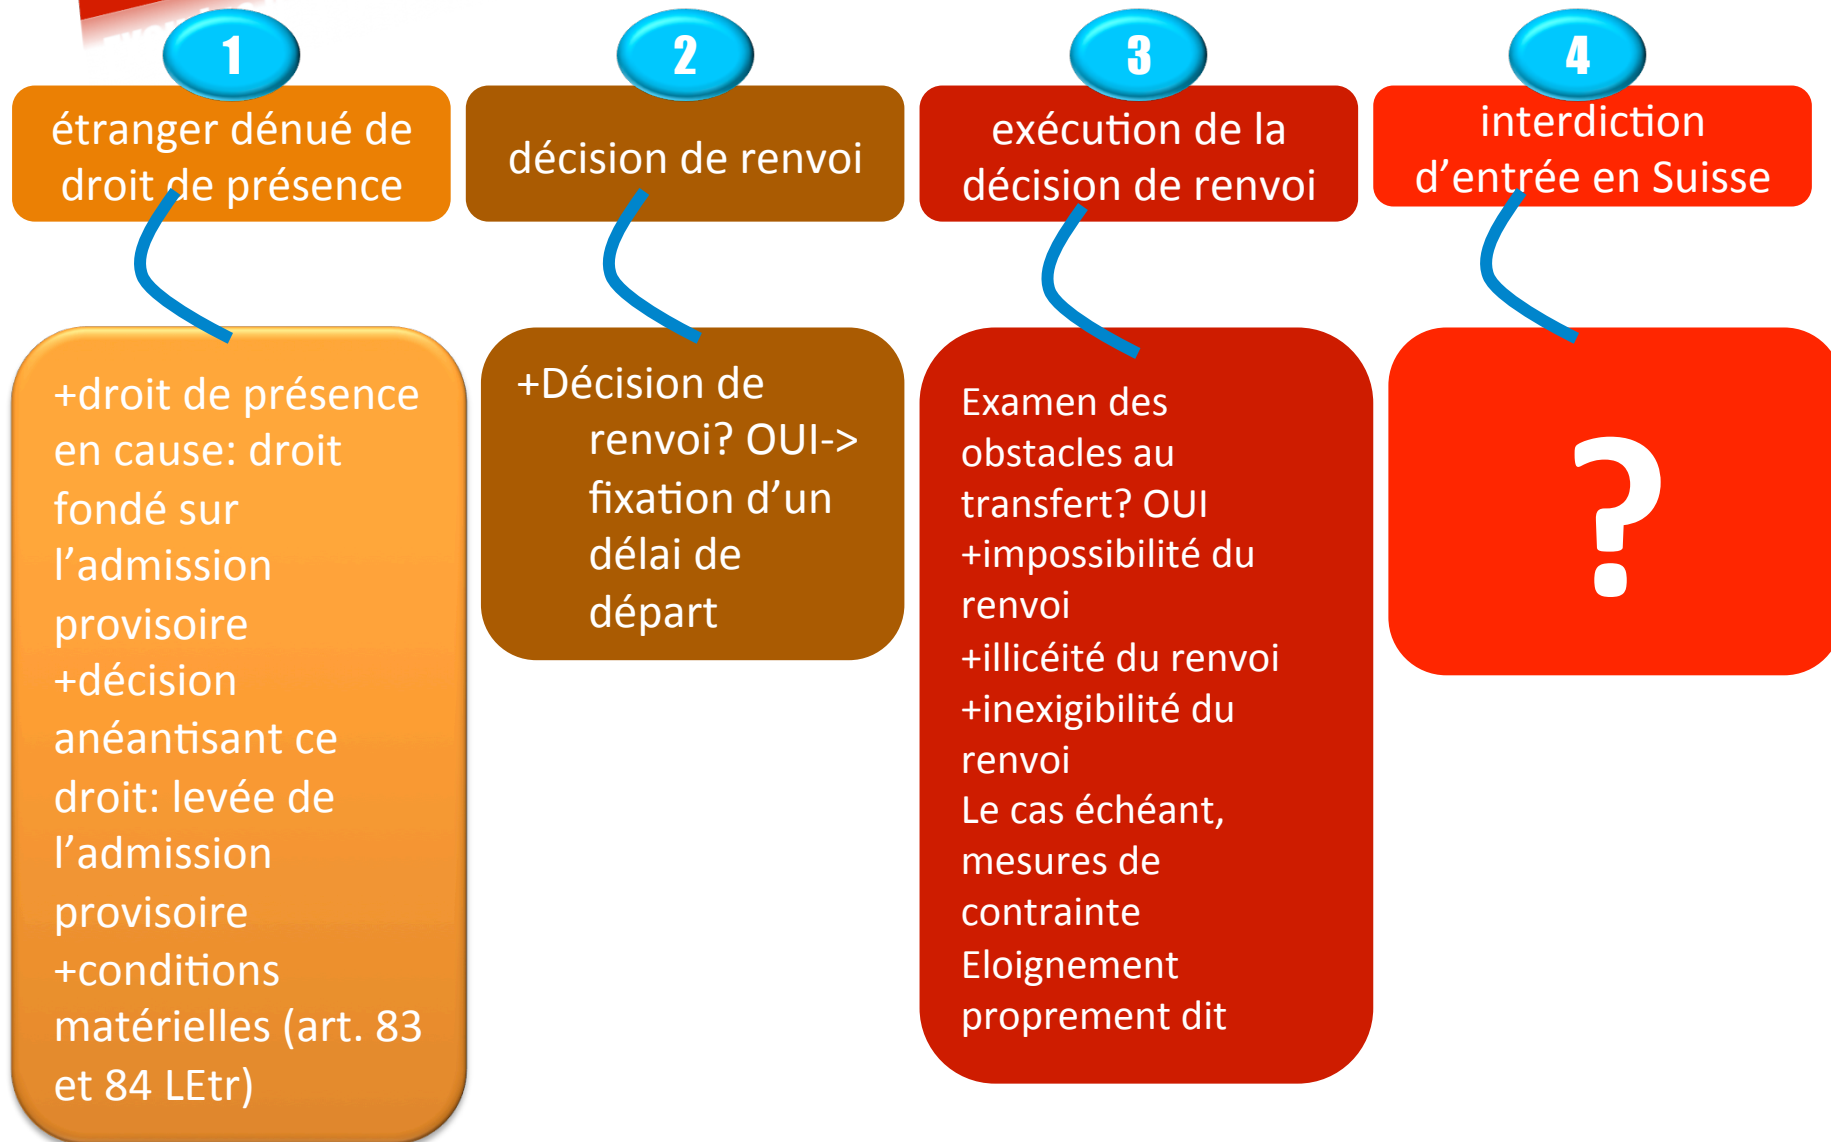 1
étranger dénué de
droit de présence
+droit de présence
en cause: droit
fondé sur
l’admission
provisoire
+décision
anéantisant ce
droit: levée de
l’admission
provisoire
+conditions
matérielles (art. 83
et 84 LEtr)
2
décision de renvoi
+Décision de
renvoi? OUI->
fixation d’un
délai de
départ
3
exécution de la
décision de renvoi
Examen des
obstacles au
transfert? OUI
+impossibilité du
renvoi
+illicéité du renvoi
+inexigibilité du
renvoi
Le cas échéant,
mesures de
contrainte
Eloignement
proprement dit
4
interdiction
d’entrée en Suisse
?